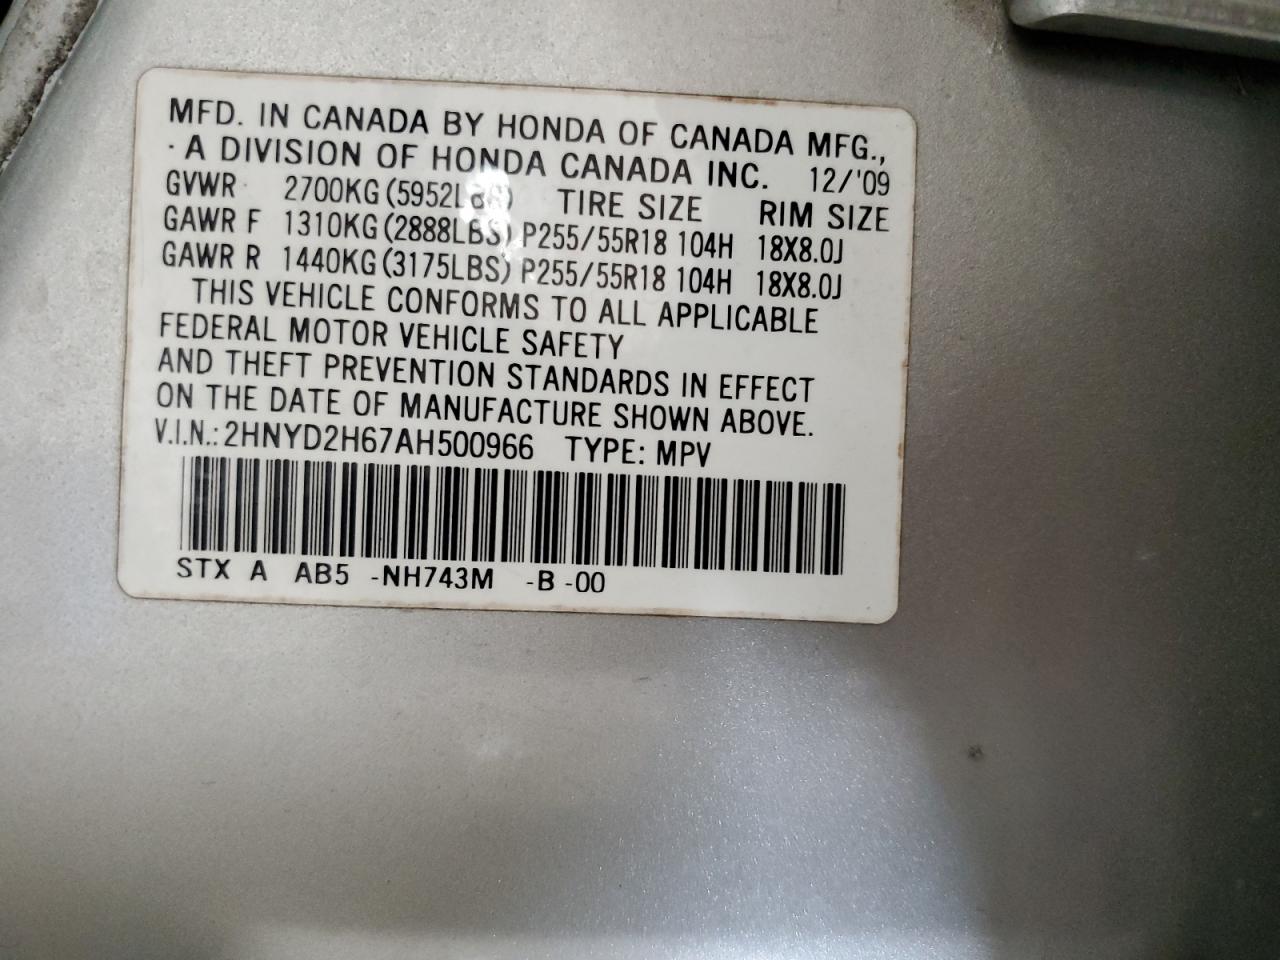 MFD. IN CANADA BY HONDA OF CANADA MFG.,
A DIVISION OF HONDA CANADA INC. 12/'09
GVWR 2700KG (5952LBS) TIRE SIZE RIM SIZE
GAWR F 1310KG (2888LBS) P255/55R18 104H 18X8.0J
GAWR R 1440KG (3175LBS) P255/55R18 104H 18X8.0J
THIS VEHICLE CONFORMS TO ALL APPLICABLE
FEDERAL MOTOR VEHICLE SAFETY
AND THEFT PREVENTION STANDARDS IN EFFECT
ON THE DATE OF MANUFACTURE SHOWN ABOVE.
V.I.N.: 2HNYD2H67AH500966 TYPE: MPV
STX A AB5 -NH743M -B -00